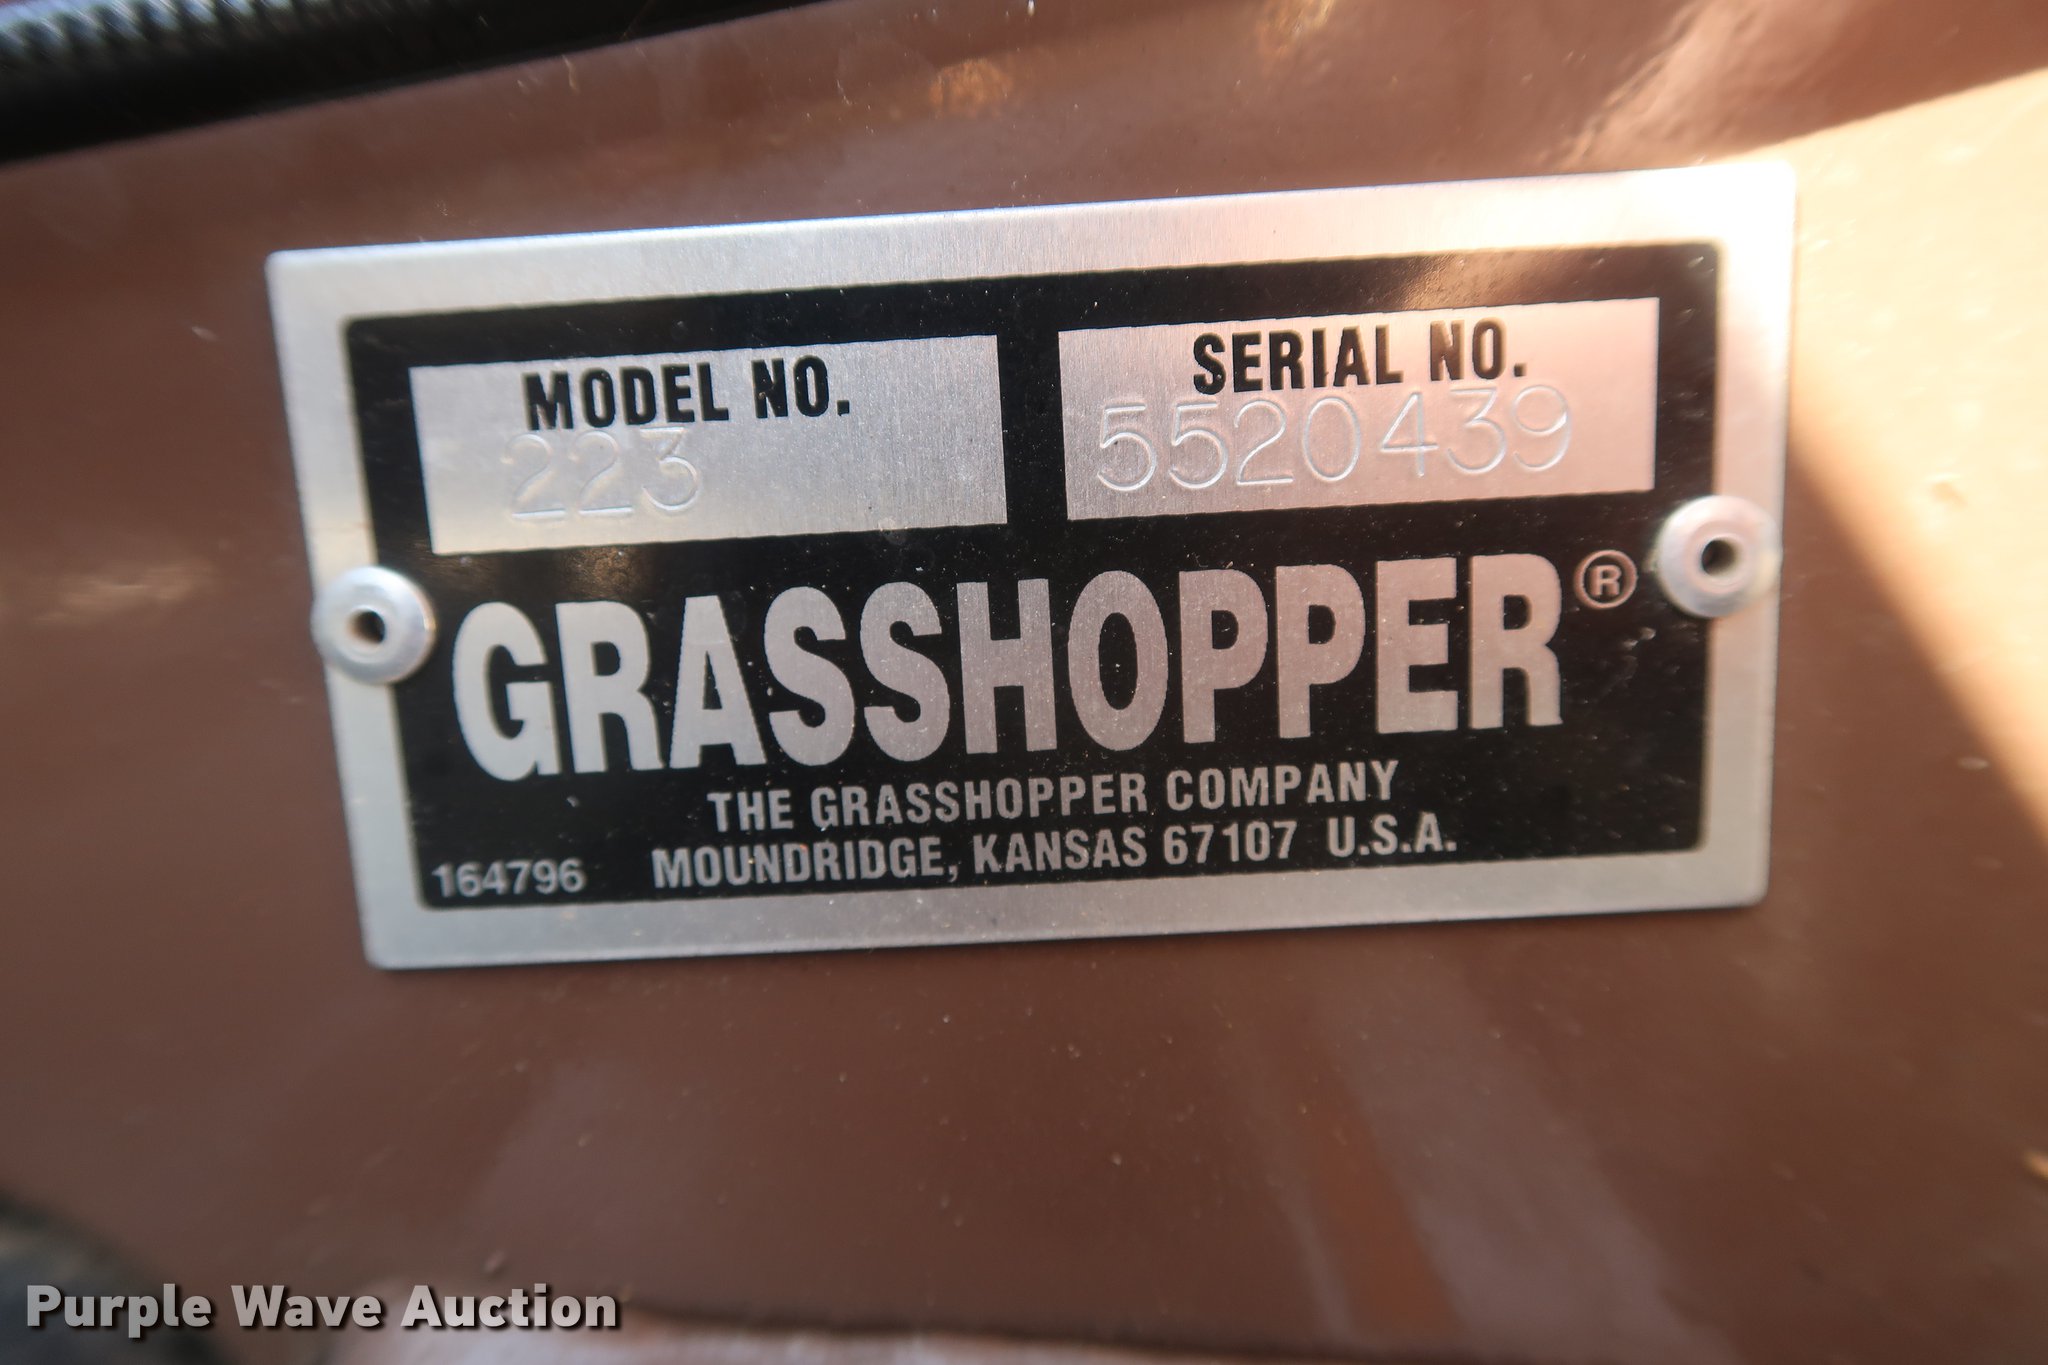 MODEL NO.
223
SERIAL NO.
5520439
GRASSHOPPER®
THE GRASSHOPPER COMPANY
164796 MOUNDRIDGE, KANSAS 67107 U.S.A.
Purple Wave Auction